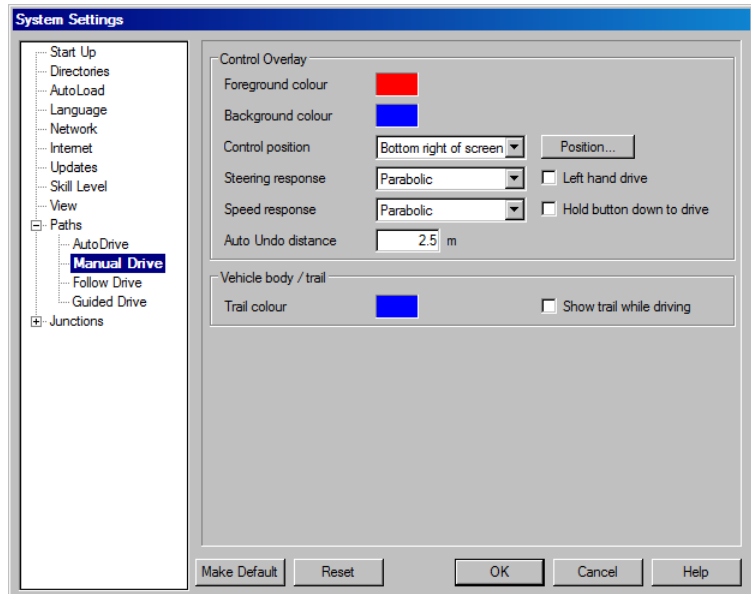 System Settings
Start Up
Directories
AutoLoad
Language
Network
Internet
Updates
Skill Level
View
Paths
AutoDrive
Manual Drive
Follow Drive
Guided Drive
Junctions
Control Overlay
Foreground colour
Background colour
Control position Bottom right of screen Position...
Steering response Parabolic Left hand drive
Speed response Parabolic Hold button down to drive
Auto Undo distance 2.5 m
Vehicle body / trail
Trail colour Show trail while driving
Make Default Reset OK Cancel Help